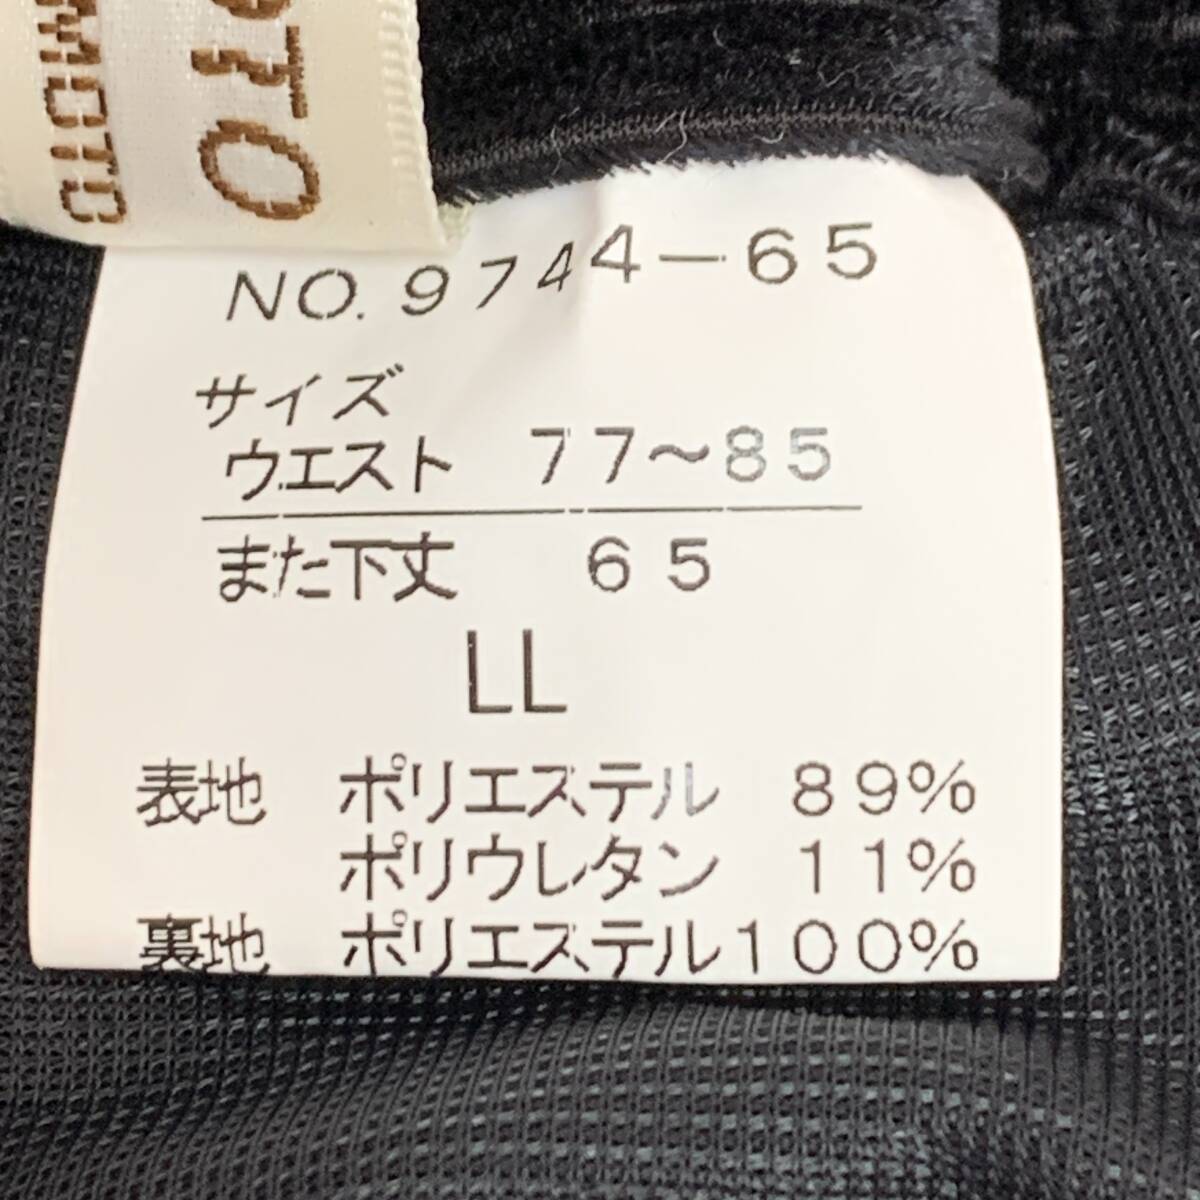 NO. 9744-65
サイズ
ウエスト 77～85
また下丈 65
LL
表地 ポリエステル 89%
ポリウレタン 11%
裏地 ポリエステル100%